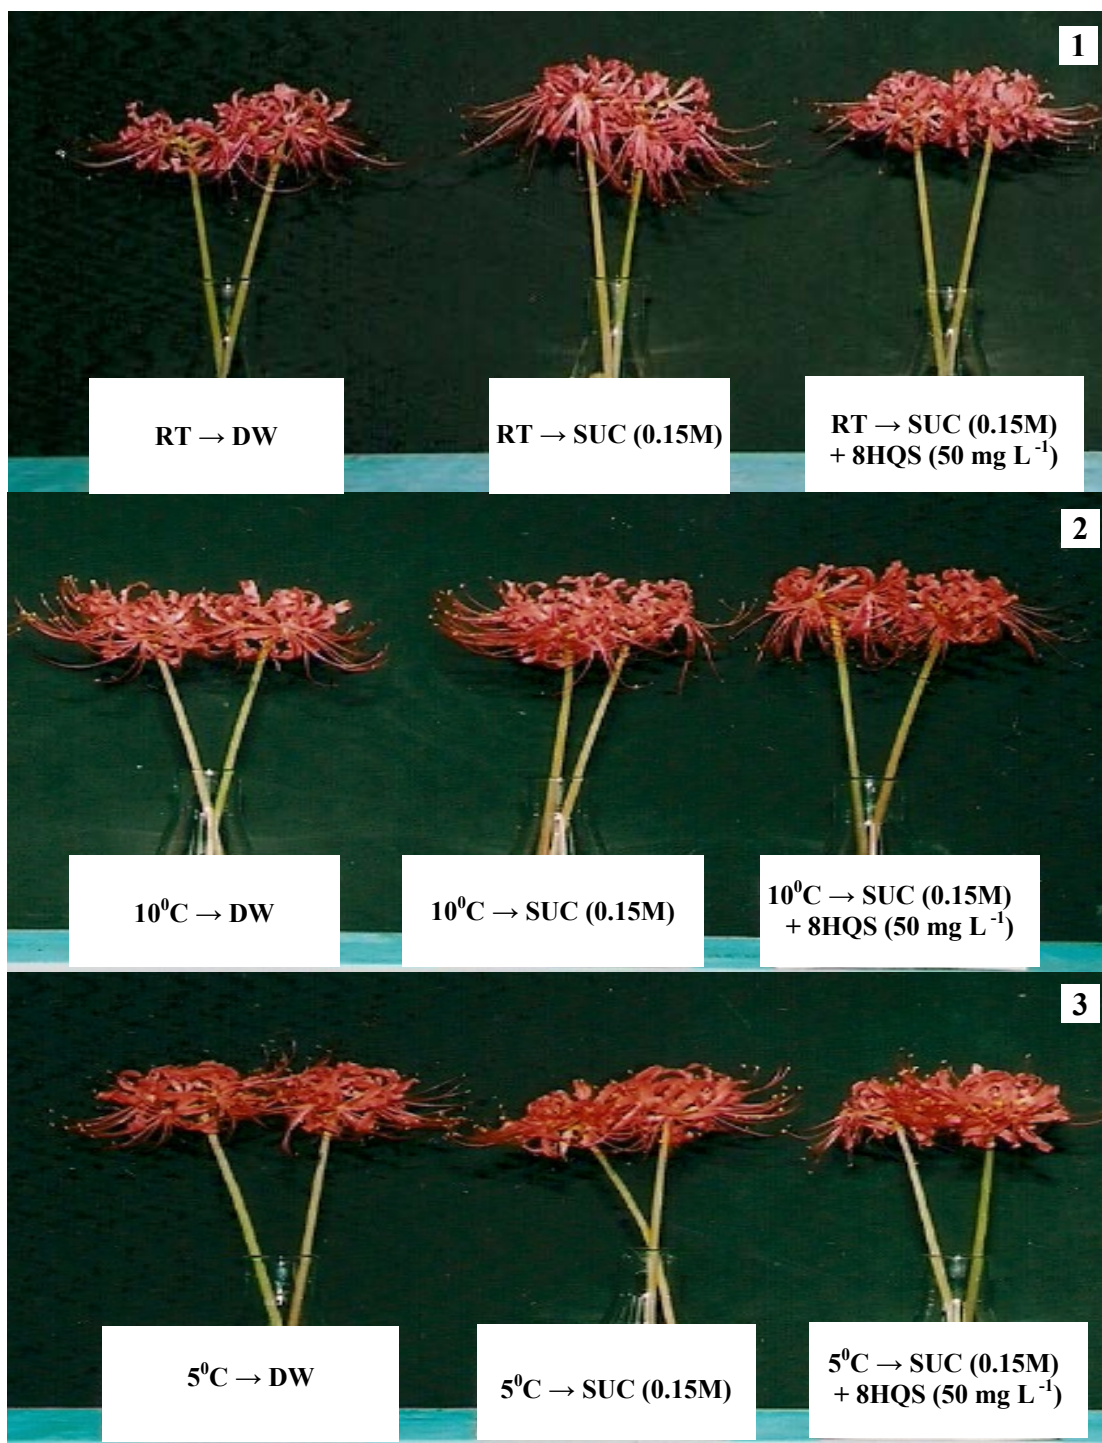 1
RT → DW
RT → SUC (0.15M)
RT → SUC (0.15M)
+ 8HQS (50 mg L⁻¹)
2
10⁰C → DW
10⁰C → SUC (0.15M)
10⁰C → SUC (0.15M)
+ 8HQS (50 mg L⁻¹)
3
5⁰C → DW
5⁰C → SUC (0.15M)
5⁰C → SUC (0.15M)
+ 8HQS (50 mg L⁻¹)